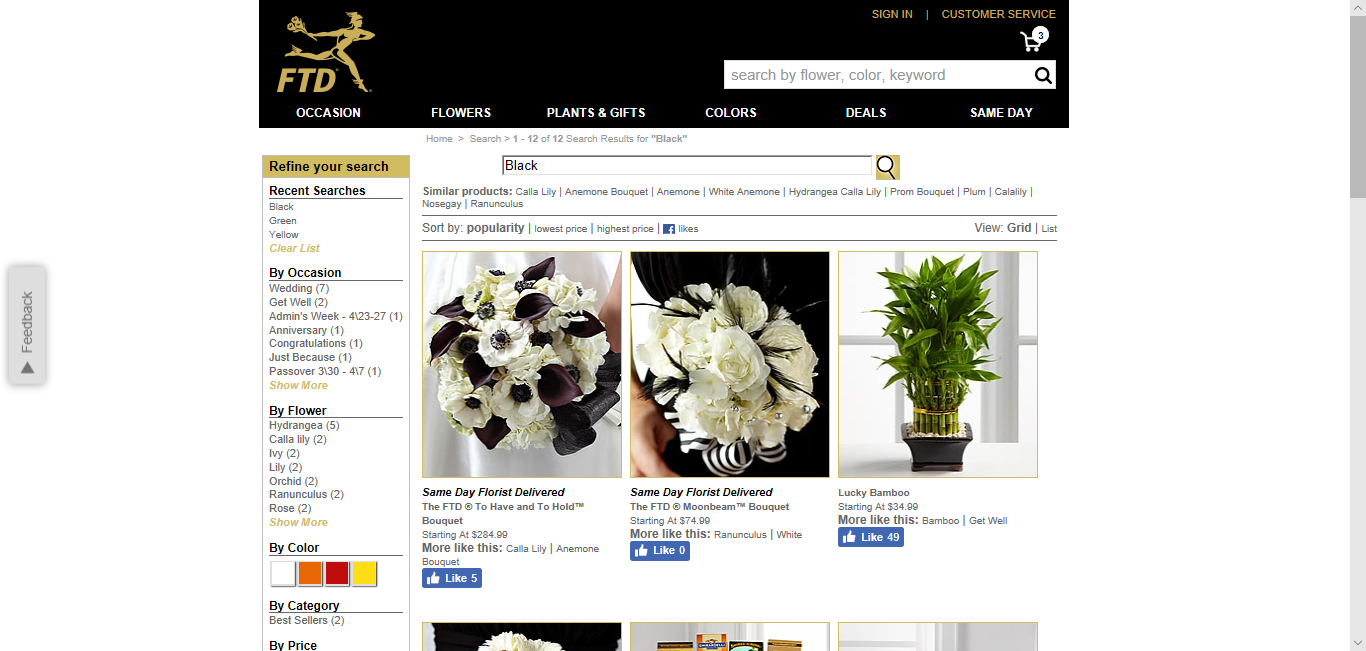 SIGN IN | CUSTOMER SERVICE
3
FTD
search by flower, color, keyword
OCCASION FLOWERS PLANTS & GIFTS COLORS DEALS SAME DAY
Home > Search > 1 - 12 of 12 Search Results for "Black"
Refine your search
Recent Searches
Black
Green
Yellow
Clear List
By Occasion
Wedding (7)
Get Well (2)
Admin's Week - 4\23-27 (1)
Anniversary (1)
Congratulations (1)
Just Because (1)
Passover 3\30 - 4\7 (1)
Show More
By Flower
Hydrangea (5)
Calla lily (2)
Ivy (2)
Lily (2)
Orchid (2)
Ranunculus (2)
Rose (2)
Show More
By Color
By Category
Best Sellers (2)
By Price
Black
Similar products: Calla Lily | Anemone Bouquet | Anemone | White Anemone | Hydrangea Calla Lily | Prom Bouquet | Plum | Calalily |
Nosegay | Ranunculus
Sort by: popularity | lowest price | highest price | likes
View: Grid | List
Same Day Florist Delivered
The FTD ® To Have and To Hold™
Bouquet
Starting At $284.99
More like this: Calla Lily | Anemone
Bouquet
Like 5
Same Day Florist Delivered
The FTD ® Moonbeam™ Bouquet
Starting At $74.99
More like this: Ranunculus | White
Like 0
Lucky Bamboo
Starting At $34.99
More like this: Bamboo | Get Well
Like 49
Feedback